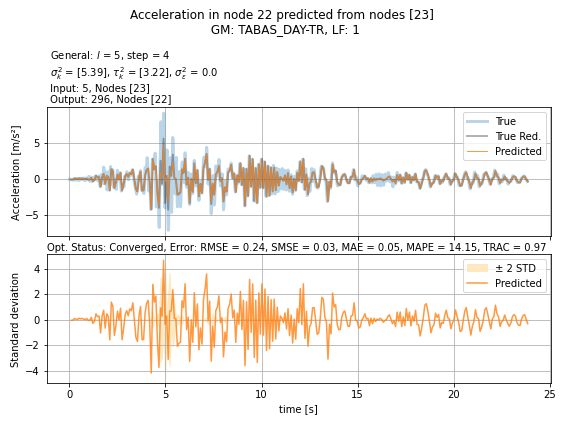 Acceleration in node 22 predicted from nodes [23]
GM: TABAS_DAY-TR, LF: 1
General: l = 5, step = 4
σ²ₖ = [5.39], τ²ₖ = [3.22], σ²ε = 0.0
Input: 5, Nodes [23]
Output: 296, Nodes [22]
Acceleration [m/s²]
5
0
−5
True
True Red.
Predicted
Opt. Status: Converged, Error: RMSE = 0.24, SMSE = 0.03, MAE = 0.05, MAPE = 14.15, TRAC = 0.97
Standard deviation
4
2
0
−2
−4
± 2 STD
Predicted
0 5 10 15 20 25
time [s]